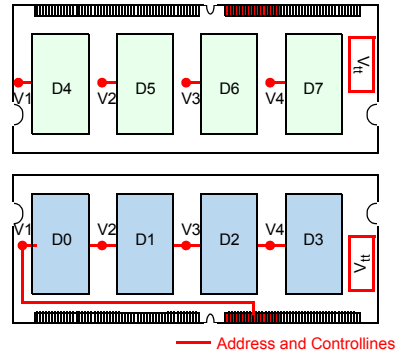 D4 D5 D6 D7 Vtt
V1 V2 V3 V4
V1 V2 V3 V4
D0 D1 D2 D3 Vtt
Address and Controllines